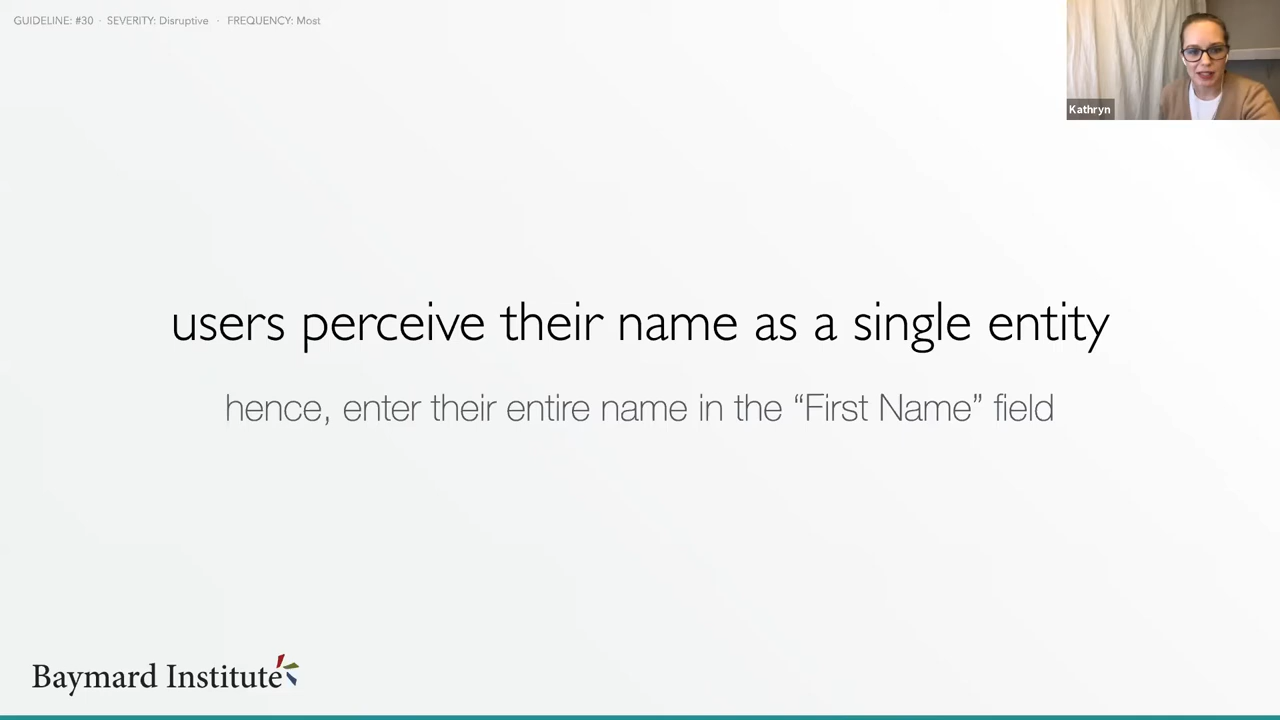 GUIDELINE: #30 · SEVERITY: Disruptive · FREQUENCY: Most
Kathryn
users perceive their name as a single entity
hence, enter their entire name in the “First Name” field
Baymard Institute